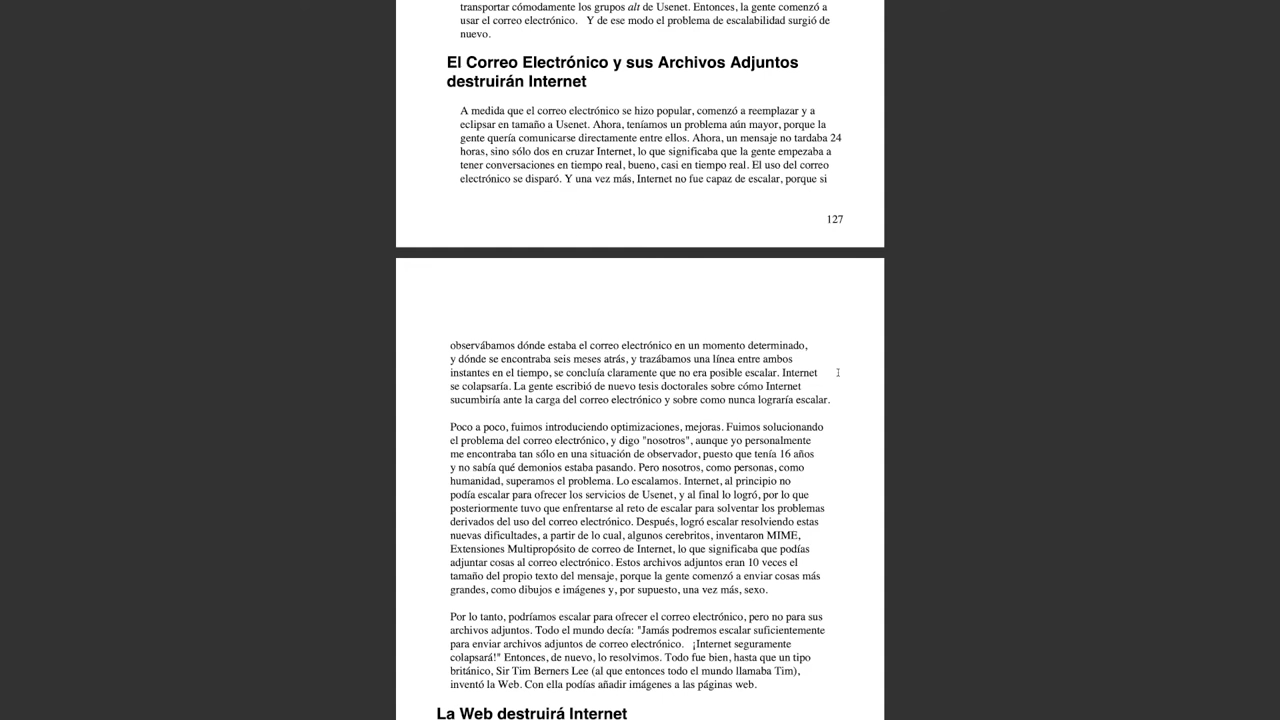 transportar cómodamente los grupos alt de Usenet. Entonces, la gente comenzó a
usar el correo electrónico.   Y de ese modo el problema de escalabilidad surgió de
nuevo.
El Correo Electrónico y sus Archivos Adjuntos
destruirán Internet
A medida que el correo electrónico se hizo popular, comenzó a reemplazar y a
eclipsar en tamaño a Usenet. Ahora, teníamos un problema aún mayor, porque la
gente quería comunicarse directamente entre ellos. Ahora, un mensaje no tardaba 24
horas, sino sólo dos en cruzar Internet, lo que significaba que la gente empezaba a
tener conversaciones en tiempo real, bueno, casi en tiempo real. El uso del correo
electrónico se disparó. Y una vez más, Internet no fue capaz de escalar, porque si
127
observábamos dónde estaba el correo electrónico en un momento determinado,
y dónde se encontraba seis meses atrás, y trazábamos una línea entre ambos
instantes en el tiempo, se concluía claramente que no era posible escalar. Internet
se colapsaría. La gente escribió de nuevo tesis doctorales sobre cómo Internet
sucumbiría ante la carga del correo electrónico y sobre como nunca lograría escalar.
Poco a poco, fuimos introduciendo optimizaciones, mejoras. Fuimos solucionando
el problema del correo electrónico, y digo "nosotros", aunque yo personalmente
me encontraba tan sólo en una situación de observador, puesto que tenía 16 años
y no sabía qué demonios estaba pasando. Pero nosotros, como personas, como
humanidad, superamos el problema. Lo escalamos. Internet, al principio no
podía escalar para ofrecer los servicios de Usenet, y al final lo logró, por lo que
posteriormente tuvo que enfrentarse al reto de escalar para solventar los problemas
derivados del uso del correo electrónico. Después, logró escalar resolviendo estas
nuevas dificultades, a partir de lo cual, algunos cerebritos, inventaron MIME,
Extensiones Multipropósito de correo de Internet, lo que significaba que podías
adjuntar cosas al correo electrónico. Estos archivos adjuntos eran 10 veces el
tamaño del propio texto del mensaje, porque la gente comenzó a enviar cosas más
grandes, como dibujos e imágenes y, por supuesto, una vez más, sexo.
Por lo tanto, podríamos escalar para ofrecer el correo electrónico, pero no para sus
archivos adjuntos. Todo el mundo decía: "Jamás podremos escalar suficientemente
para enviar archivos adjuntos de correo electrónico.   ¡Internet seguramente
colapsará!" Entonces, de nuevo, lo resolvimos. Todo fue bien, hasta que un tipo
británico, Sir Tim Berners Lee (al que entonces todo el mundo llamaba Tim),
inventó la Web. Con ella podías añadir imágenes a las páginas web.
La Web destruirá Internet